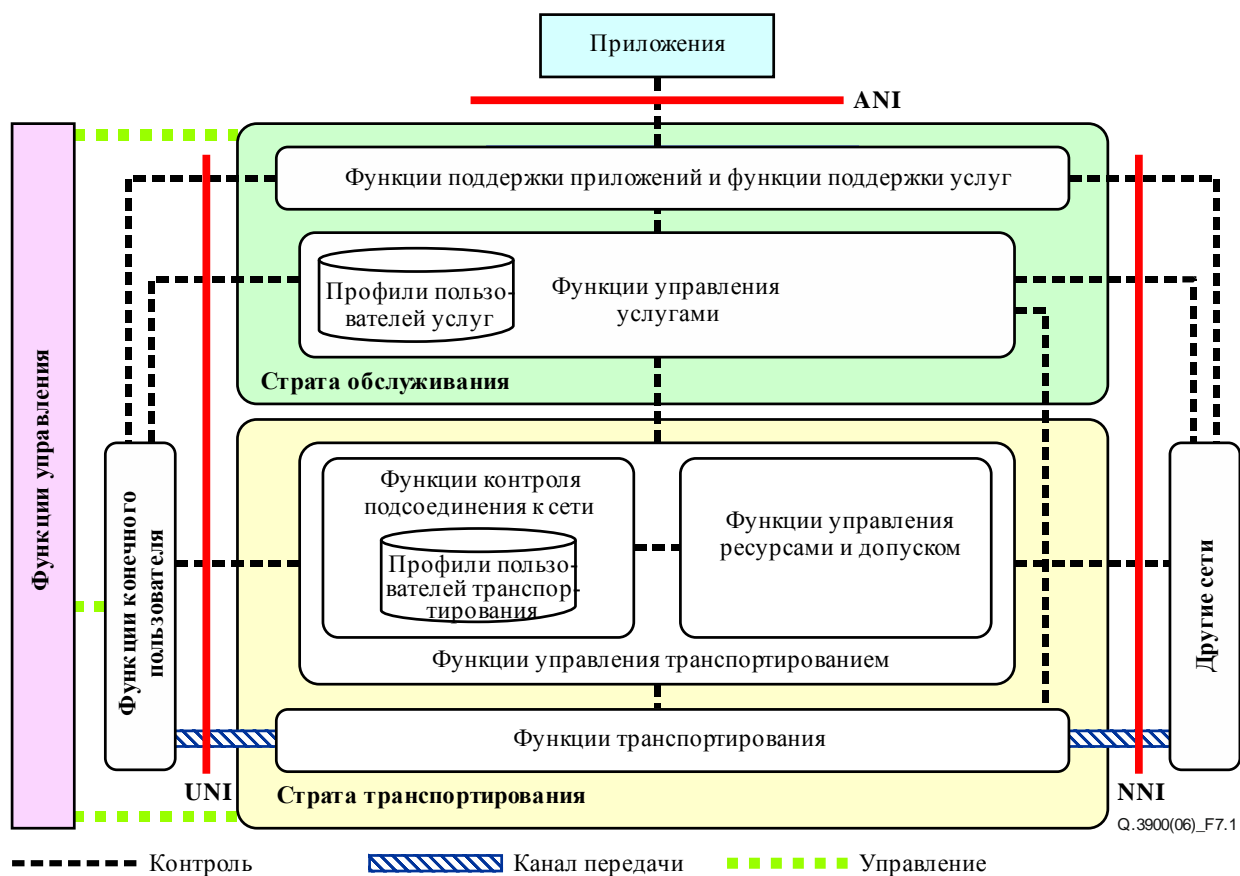 Приложения
ANI
Функции поддержки приложений и функции поддержки услуг
Профили пользо-
вателей услуг
Функции управления
услугами
Страта обслуживания
Функции управления
Функции конечного
пользователя
Функции контроля
подсоединения к сети
Профили пользо-
вателей транспор-
тирования
Функции управления
ресурсами и допуском
Функции управления транспортированием
Другие сети
Функции транспортирования
UNI
Страта транспортирования
NNI
Q.3900(06)_F7.1
Контроль
Канал передачи
Управление